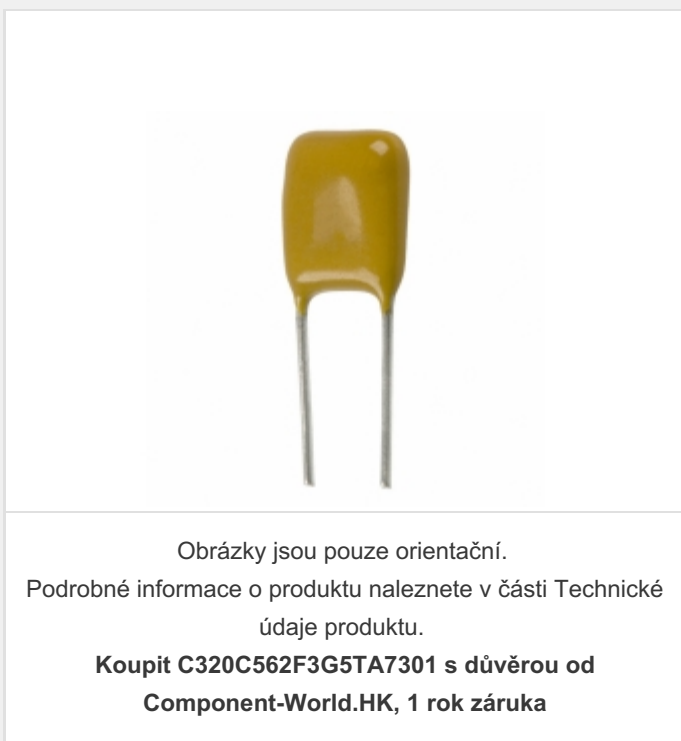 Obrázky jsou pouze orientační.
Podrobné informace o produktu naleznete v části Technické
údaje produktu.
Koupit C320C562F3G5TA7301 s důvěrou od
Component-World.HK, 1 rok záruka